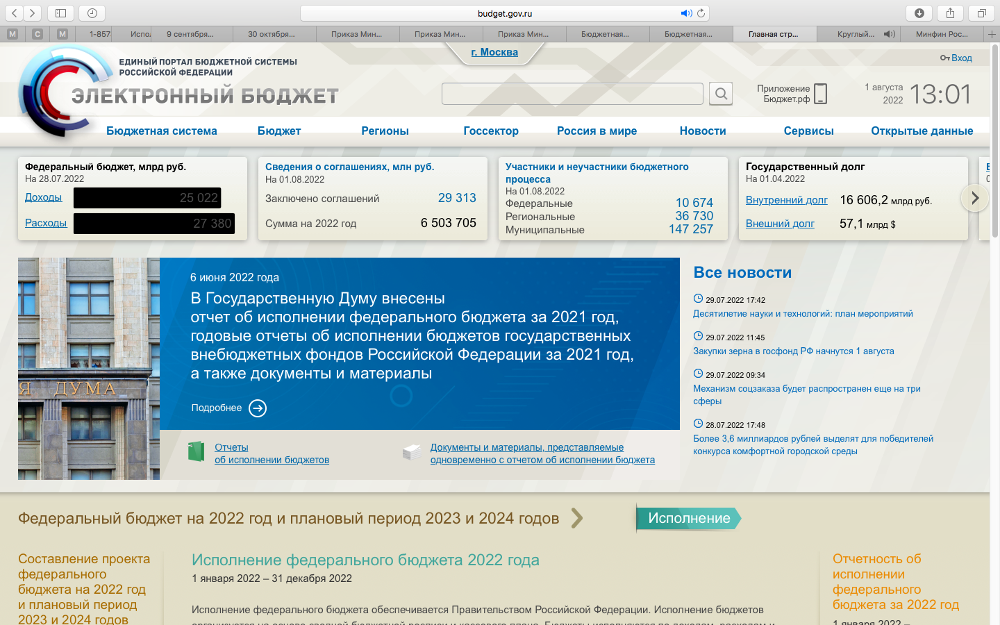 budget.gov.ru
M
C
M
1-857
Испол
9 сентября...
30 октября...
Приказ Мин...
Приказ Мин...
Приказ Мин...
Бюджетная...
Бюджетная...
Главная стр...
Круглый...
Минфин Рос...
г. Москва
ЕДИНЫЙ ПОРТАЛ БЮДЖЕТНОЙ СИСТЕМЫ
РОССИЙСКОЙ ФЕДЕРАЦИИ
ЭЛЕКТРОННЫЙ БЮДЖЕТ
Вход
Приложение
Бюджет.рф
1 августа
2022
13:01
Бюджетная система
Бюджет
Регионы
Госсектор
Россия в мире
Новости
Сервисы
Открытые данные
Федеральный бюджет, млрд руб.
На 28.07.2022
Доходы 25 022
Расходы 27 380
Сведения о соглашениях, млн руб.
На 01.08.2022
Заключено соглашений 29 313
Сумма на 2022 год 6 503 705
Участники и неучастники бюджетного
процесса
На 01.08.2022
Федеральные 10 674
Региональные 36 730
Муниципальные 147 257
Государственный долг
На 01.04.2022
Внутренний долг 16 606,2 млрд руб.
Внешний долг 57,1 млрд $
Я ДУМА
6 июня 2022 года
В Государственную Думу внесены
отчет об исполнении федерального бюджета за 2021 год,
годовые отчеты об исполнении бюджетов государственных
внебюджетных фондов Российской Федерации за 2021 год,
а также документы и материалы
Подробнее
Отчеты
об исполнении бюджетов
Документы и материалы, представляемые
одновременно с отчетом об исполнении бюджета
Все новости
29.07.2022 17:42
Десятилетие науки и технологий: план мероприятий
29.07.2022 11:45
Закупки зерна в госфонд РФ начнутся 1 августа
29.07.2022 09:34
Механизм соцзаказа будет распространен еще на три
сферы
28.07.2022 17:48
Более 3,6 миллиардов рублей выделят для победителей
конкурса комфортной городской среды
Федеральный бюджет на 2022 год и плановый период 2023 и 2024 годов
Исполнение
Составление проекта
федерального
бюджета на 2022 год
и плановый период
2023 и 2024 годов
Исполнение федерального бюджета 2022 года
1 января 2022 – 31 декабря 2022
Исполнение федерального бюджета обеспечивается Правительством Российской Федерации. Исполнение бюджетов
организуется на основе сводной бюджетной росписи и кассового плана. Бюджеты исполняются по доходам, расходам и
Отчетность об
исполнении
федерального
бюджета за 2022 год
1 января 2022 –